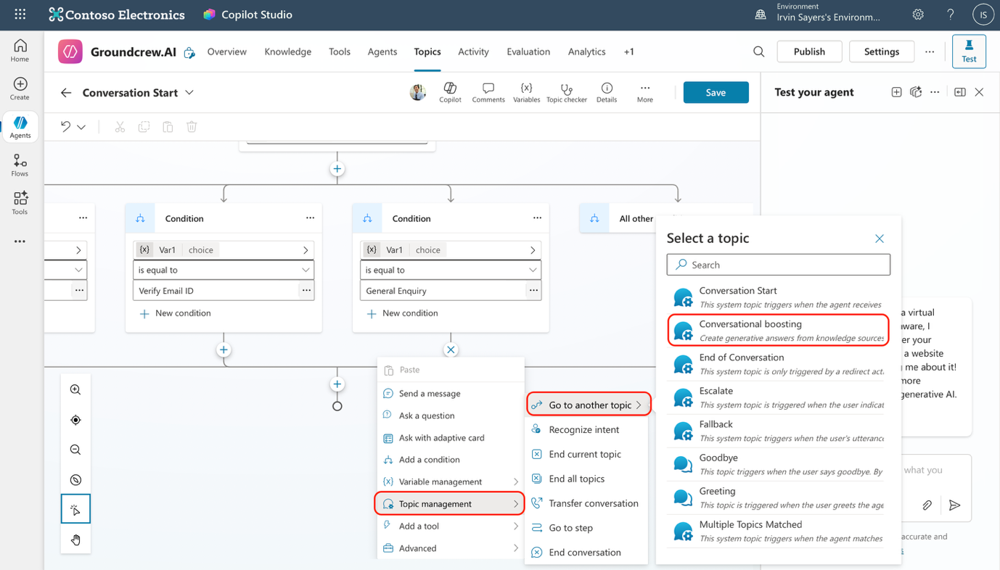 Contoso Electronics
Copilot Studio
Environment
Irvin Sayers's Environm...
?
IS
Home
Create
Agents
Flows
Tools
Groundcrew.AI
Overview
Knowledge
Tools
Agents
Topics
Activity
Evaluation
Analytics
+1
Publish
Settings
...
Test
Conversation Start
Copilot
Comments
{x}
Variables
Topic checker
Details
...
More
Save
Test your agent
...
...
Condition
...
{x} Var1 choice
is equal to
Verify Email ID
...
New condition
Condition
...
{x} Var1 choice
is equal to
General Enquiry
...
New condition
All other
Paste
Send a message
Ask a question
Ask with adaptive card
Add a condition
{x} Variable management
Topic management
Add a tool
Advanced
Go to another topic
Recognize intent
End current topic
End all topics
Transfer conversation
Go to step
End conversation
Select a topic
Search
Conversation Start
This system topic triggers when the agent receives
Conversational boosting
Create generative answers from knowledge sources
End of Conversation
This system topic is only triggered by a redirect act
Escalate
This system topic is triggered when the user indicat
Fallback
This system topic triggers when the user's utteranc
Goodbye
This topic triggers when the user says goodbye. By
Greeting
This topic is triggered when the user greets the age
Multiple Topics Matched
This system topic triggers when the agent matches
a virtual
ware, I
er your
a website
me about it!
more
generative AI.
what you
accurate and